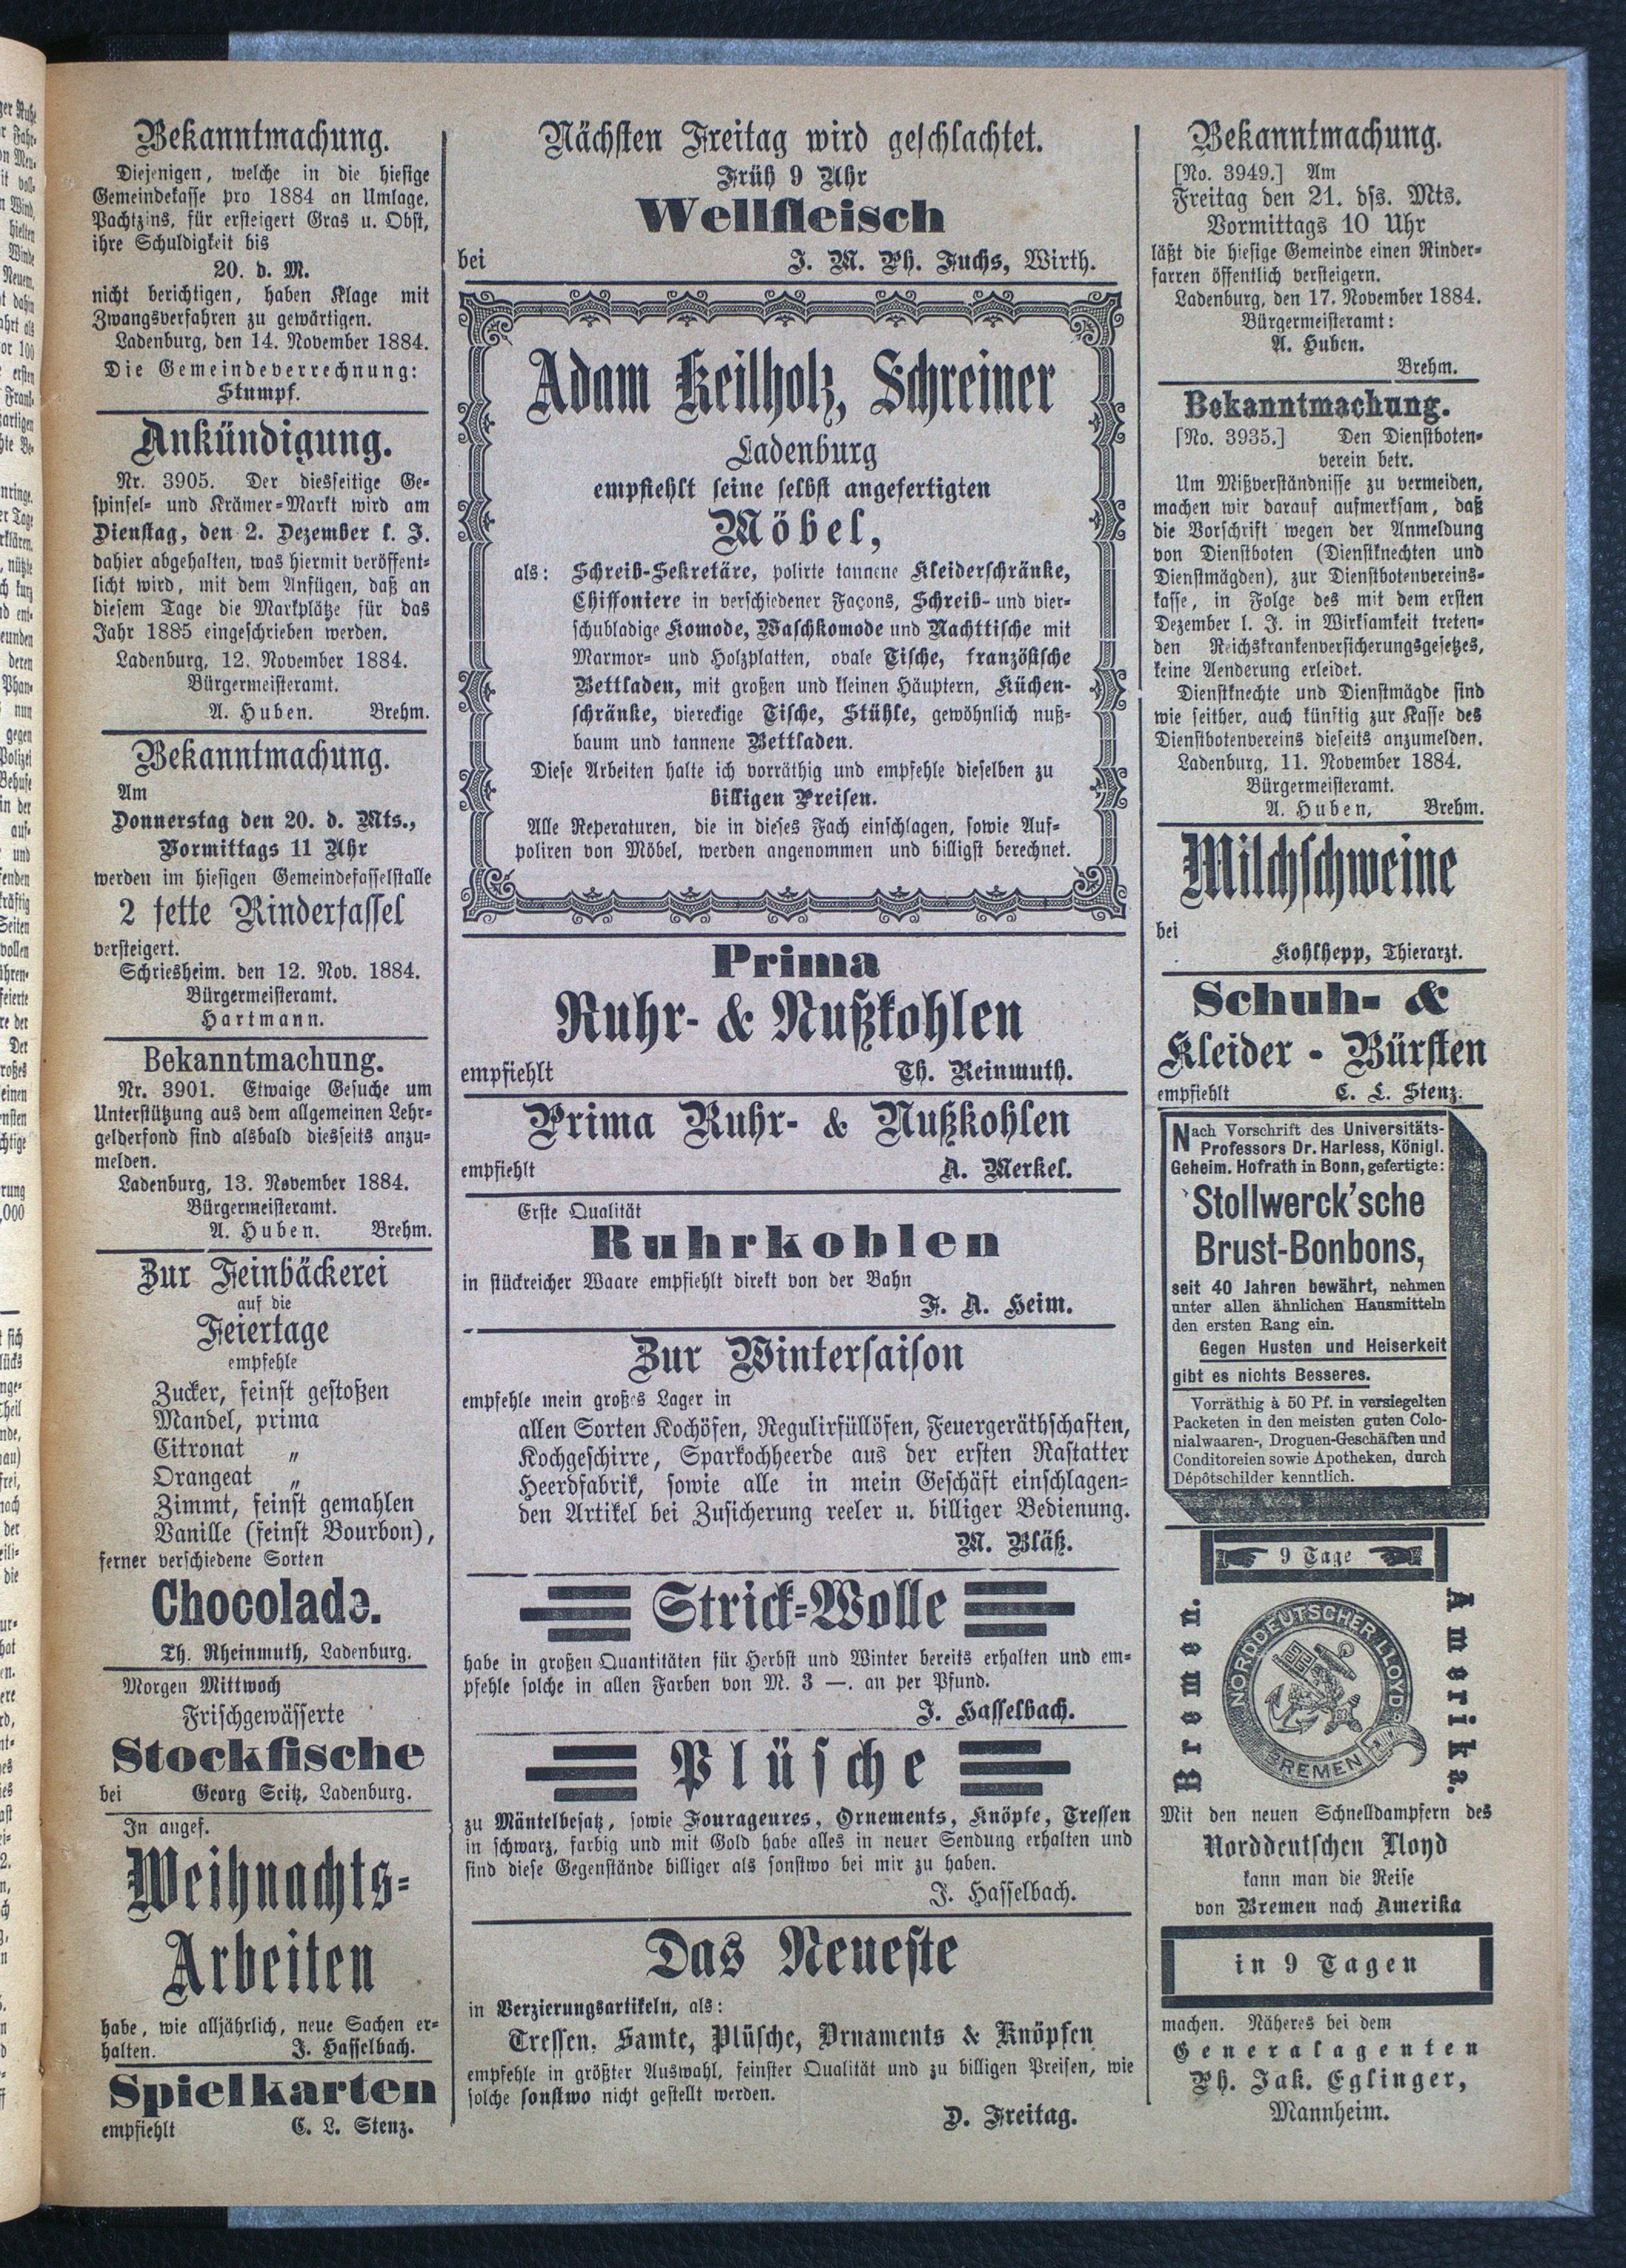 Bekanntmachung.
Diejenigen, welche in die hiesige
Gemeindekasse pro 1884 an Umlage,
Pachtzins, für ersteigert Gras u. Obst,
ihre Schuldigkeit bis
20. d. M.
nicht berichtigen, haben Klage mit
Zwangsverfahren zu gewärtigen.
Ladenburg, den 14. November 1884.
Die Gemeindeverrechnung:
Stumpf.
Ankündigung.
Nr. 3905. Der diesseitige Ge=
spinsel= und Krämer=Markt wird am
Dienstag, den 2. Dezember l. J.
dahier abgehalten, was hiermit veröffent=
licht wird, mit dem Anfügen, daß an
diesem Tage die Markplätze für das
Jahr 1885 eingeschrieben werden.
Ladenburg, 12. November 1884.
Bürgermeisteramt.
A. Huben. Brehm.
Bekanntmachung.
Am
Donnerstag den 20. d. Mts.,
Vormittags 11 Uhr
werden im hiesigen Gemeindefasselstalle
2 fette Rinderfassel
versteigert.
Schriesheim. den 12. Nov. 1884.
Bürgermeisteramt.
Hartmann.
Bekanntmachung.
Nr. 3901. Etwaige Gesuche um
Unterstützung aus dem allgemeinen Lehr=
gelderfond sind alsbald diesseits anzu=
melden.
Ladenburg, 13. November 1884.
Bürgermeisteramt.
A. Huben. Brehm.
Zur Feinbäckerei
auf die
Feiertage
empfehle
Zucker, feinst gestoßen
Mandel, prima
Citronat „
Orangeat „
Zimmt, feinst gemahlen
Vanille (feinst Bourbon),
ferner verschiedene Sorten
Chocolade.
Th. Rheinmuth, Ladenburg.
Morgen Mittwoch
Frischgewässerte
Stockfische
bei Georg Seitz, Ladenburg.
In angef.
Weihnachts=
Arbeiten
habe, wie alljährlich, neue Sachen er=
halten. J. Hasselbach.
Spielkarten
empfiehlt C. L. Stenz.
Nächsten Freitag wird geschlachtet.
Früh 9 Uhr
Wellfleisch
bei J. M. Ph. Fuchs, Wirth.
Adam Keilholz, Schreiner
Ladenburg
empfiehlt seine selbst angefertigten
Möbel,
als: Schreib-Sekretäre, polirte tannene Kleiderschränke,
Chiffoniere in verschiedener Façons, Schreib- und vier=
schubladige Komode, Waschkomode und Nachttische mit
Marmor= und Holzplatten, ovale Tische, französische
Bettladen, mit großen und kleinen Häuptern, Küchen-
schränke, viereckige Tische, Stühle, gewöhnlich nuß=
baum und tannene Bettladen.
Diese Arbeiten halte ich vorräthig und empfehle dieselben zu
billigen Preisen.
Alle Reperaturen, die in dieses Fach einschlagen, sowie Auf=
poliren von Möbel, werden angenommen und billigst berechnet.
Prima
Ruhr- & Nußkohlen
empfiehlt Th. Reinmuth.
Prima Ruhr- & Nußkohlen
empfiehlt A. Merkel.
Erste Qualität
Ruhrkohlen
in stückreicher Waare empfiehlt direkt von der Bahn
F. A. Heim.
Zur Wintersaison
empfehle mein großes Lager in
allen Sorten Kochöfen, Regulirfüllöfen, Feuergeräthschaften,
Kochgeschirre, Sparkochheerde aus der ersten Rastatter
Heerdfabrik, sowie alle in mein Geschäft einschlagen=
den Artikel bei Zusicherung reeler u. billiger Bedienung.
M. Bläß.
Strick=Wolle
habe in großen Quantitäten für Herbst und Winter bereits erhalten und em=
pfehle solche in allen Farben von M. 3 —. an per Pfund.
J. Hasselbach.
Plüsche
zu Mäntelbesatz, sowie Fourageures, Ornements, Knöpfe, Tressen
in schwarz, farbig und mit Gold habe alles in neuer Sendung erhalten und
sind diese Gegenstände billiger als sonstwo bei mir zu haben.
J. Hasselbach.
Das Neueste
in Verzierungsartikeln, als:
Tressen, Samte, Plüsche, Ornaments & Knöpfen
empfehle in größter Auswahl, feinster Qualität und zu billigen Preisen, wie
solche sonstwo nicht gestellt werden.
D. Freitag.
Bekanntmachung.
[No. 3949.] Am
Freitag den 21. dss. Mts.
Vormittags 10 Uhr
läßt die hiesige Gemeinde einen Rinder=
farren öffentlich versteigern.
Ladenburg, den 17. November 1884.
Bürgermeisteramt:
A. Huben.
Brehm.
Bekanntmachung.
[No. 3935.] Den Dienstboten=
verein betr.
Um Mißverständnisse zu vermeiden,
machen wir darauf aufmerksam, daß
die Vorschrift wegen der Anmeldung
von Dienstboten (Dienstknechten und
Dienstmägden), zur Dienstbotenvereins=
kasse, in Folge des mit dem ersten
Dezember l. J. in Wirksamkeit treten=
den Reichskrankenversicherungsgesetzes,
keine Aenderung erleidet.
Dienstknechte und Dienstmägde sind
wie seither, auch künftig zur Kasse des
Dienstbotenvereins dieseits anzumelden.
Ladenburg, 11. November 1884.
Bürgermeisteramt.
A. Huben, Brehm.
Milchschweine
bei
Kohlhepp, Thierarzt.
Schuh- &
Kleider - Bürsten
empfiehlt C. L. Stenz.
Nach Vorschrift des Universitäts-
Professors Dr. Harless, Königl.
Geheim. Hofrath in Bonn, gefertigte:
Stollwerck'sche
Brust-Bonbons,
seit 40 Jahren bewährt, nehmen
unter allen ähnlichen Hausmitteln
den ersten Rang ein.
Gegen Husten und Heiserkeit
gibt es nichts Besseres.
Vorräthig à 50 Pf. in versiegelten
Packeten in den meisten guten Colo-
nialwaaren-, Droguen-Geschäften und
Conditoreien sowie Apotheken, durch
Dépôtschilder kenntlich.
9 Tage
Bremen.
NORDDEUTSCHER LLOYD
BREMEN
Amerika.
Mit den neuen Schnelldampfern des
Norddeutschen Lloyd
kann man die Reise
von Bremen nach Amerika
in 9 Tagen
machen. Näheres bei dem
Generalagenten
Ph. Jak. Eglinger,
Mannheim.